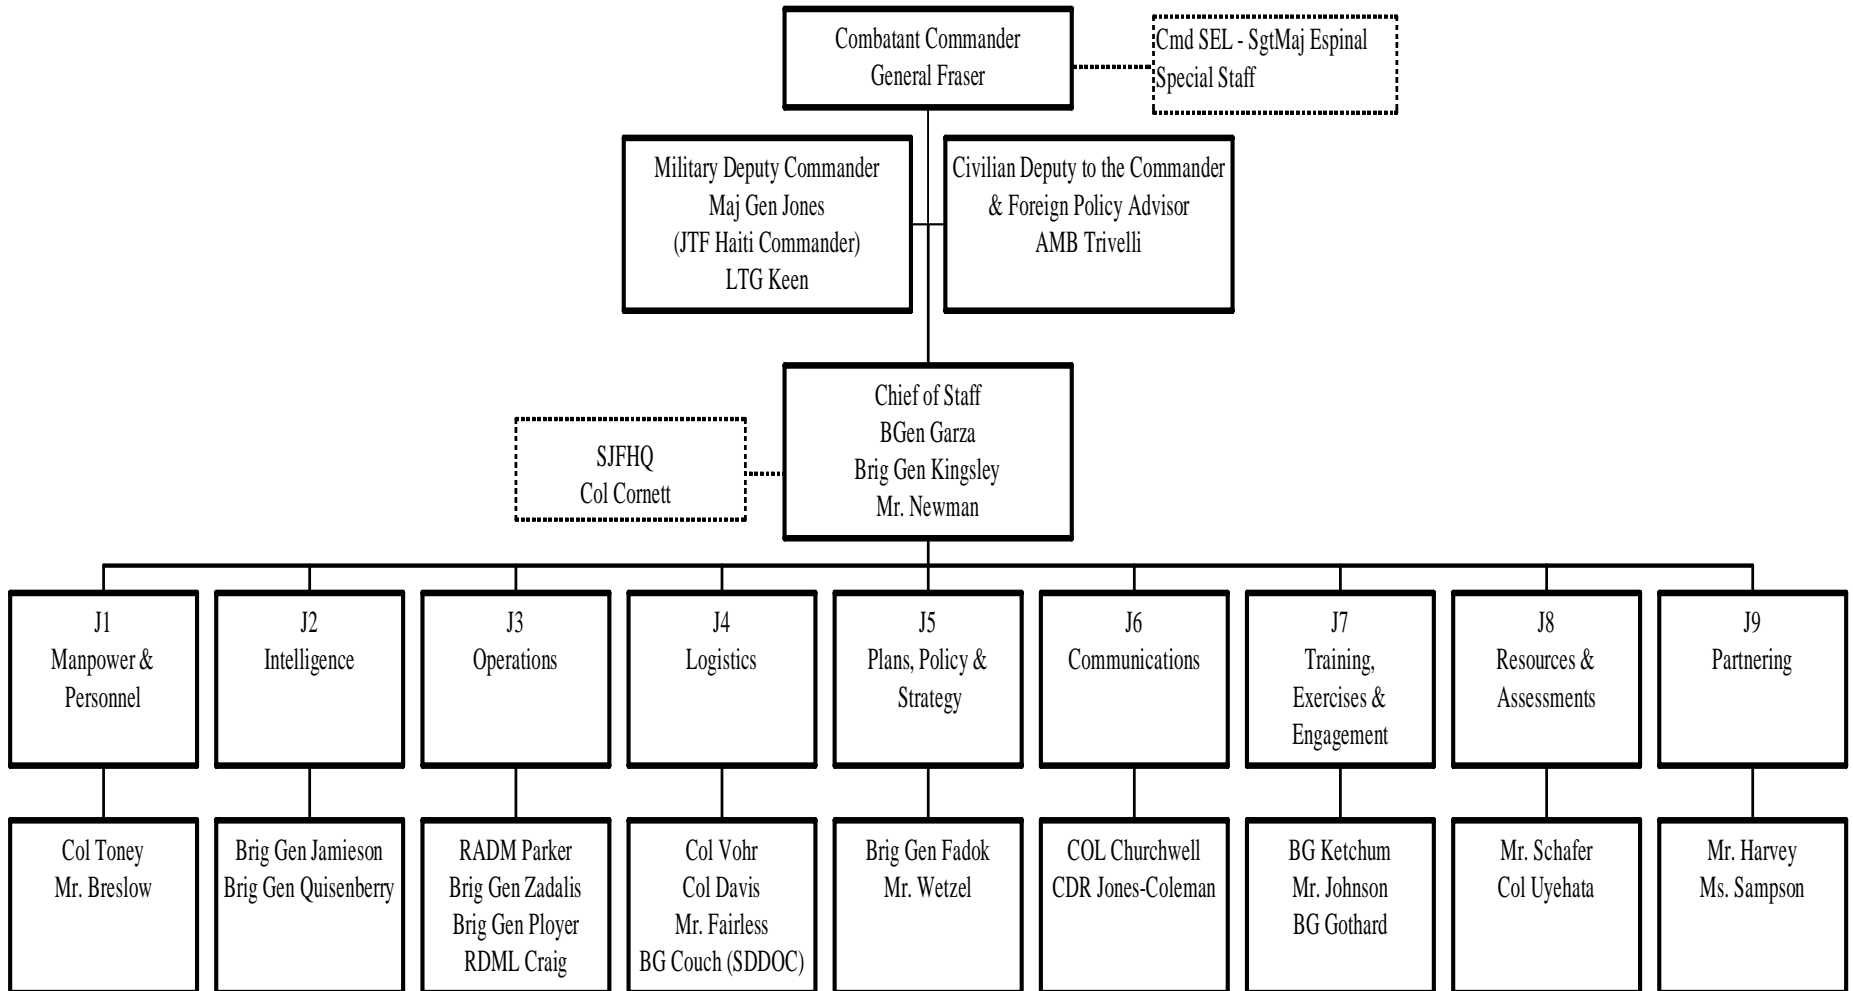 Combatant Commander
General Fraser
Cmd SEL - SgtMaj Espinal
Special Staff
Military Deputy Commander
Maj Gen Jones
(JTF Haiti Commander)
LTG Keen
Civilian Deputy to the Commander
& Foreign Policy Advisor
AMB Trivelli
Chief of Staff
BGen Garza
Brig Gen Kingsley
Mr. Newman
SJFHQ
Col Cornett
J1
Manpower &
Personnel
J2
Intelligence
J3
Operations
J4
Logistics
J5
Plans, Policy &
Strategy
J6
Communications
J7
Training,
Exercises &
Engagement
J8
Resources &
Assessments
J9
Partnering
Col Toney
Mr. Breslow
Brig Gen Jamieson
Brig Gen Quisenberry
RADM Parker
Brig Gen Zadalis
Brig Gen Ployer
RDML Craig
Col Vohr
Col Davis
Mr. Fairless
BG Couch (SDDOC)
Brig Gen Fadok
Mr. Wetzel
COL Churchwell
CDR Jones-Coleman
BG Ketchum
Mr. Johnson
BG Gothard
Mr. Schafer
Col Uyehata
Mr. Harvey
Ms. Sampson